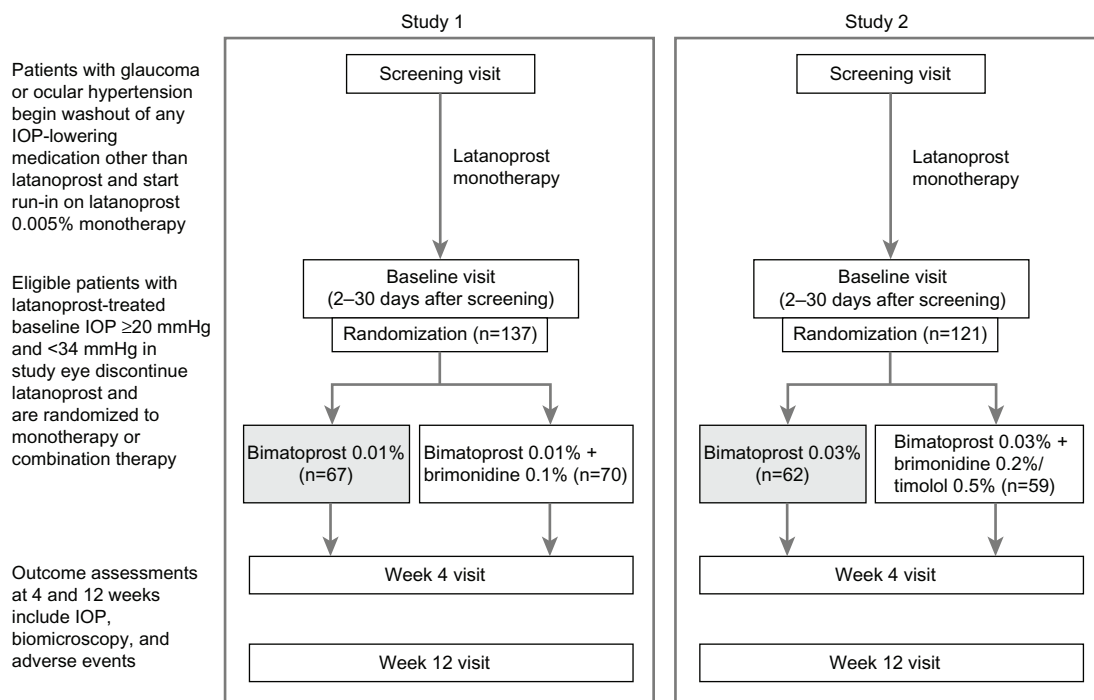 Study 1
Study 2
Patients with glaucoma
or ocular hypertension
begin washout of any
IOP-lowering
medication other than
latanoprost and start
run-in on latanoprost
0.005% monotherapy
Screening visit
Screening visit
Latanoprost
monotherapy
Latanoprost
monotherapy
Eligible patients with
latanoprost-treated
baseline IOP ≥20 mmHg
and <34 mmHg in
study eye discontinue
latanoprost and
are randomized to
monotherapy or
combination therapy
Baseline visit
(2–30 days after screening)
Randomization (n=137)
Baseline visit
(2–30 days after screening)
Randomization (n=121)
Bimatoprost 0.01%
(n=67)
Bimatoprost 0.01% +
brimonidine 0.1% (n=70)
Bimatoprost 0.03%
(n=62)
Bimatoprost 0.03% +
brimonidine 0.2%/
timolol 0.5% (n=59)
Outcome assessments
at 4 and 12 weeks
include IOP,
biomicroscopy, and
adverse events
Week 4 visit
Week 4 visit
Week 12 visit
Week 12 visit